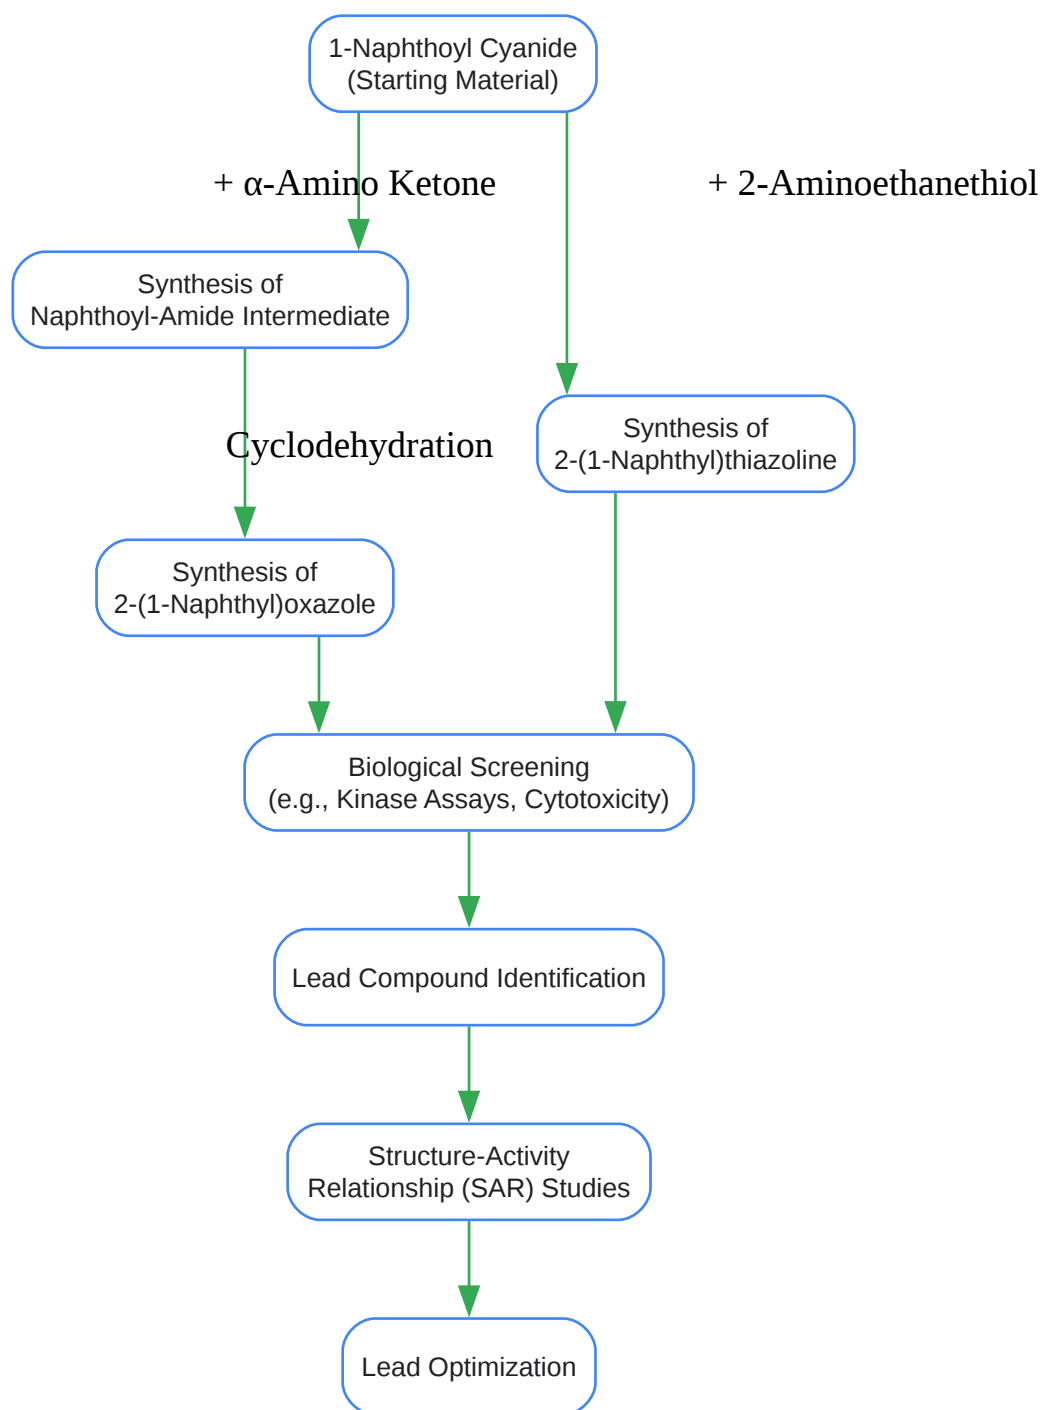 1-Naphthoyl Cyanide
(Starting Material)
+ α-Amino Ketone
+ 2-Aminoethanethiol
Synthesis of
Naphthoyl-Amide Intermediate
Synthesis of
2-(1-Naphthyl)thiazoline
Cyclodehydration
Synthesis of
2-(1-Naphthyl)oxazole
Biological Screening
(e.g., Kinase Assays, Cytotoxicity)
Lead Compound Identification
Structure-Activity
Relationship (SAR) Studies
Lead Optimization